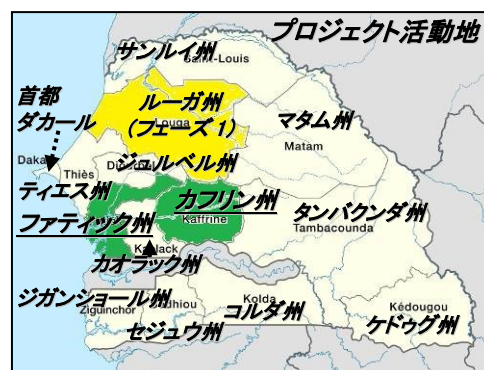 プロジェクト活動地
サンルイ州
Saint-Louis
首都
ダカール
ルーガ州
Louga
(フェーズ1)
マタム州
Matam
Dakar
ジュルベル州
Thiès
ティエス州
カフリン州
Kaffrine
ファティック州
タンバクンダ州
Tambacounda
カオラック州
ジガンショール州
Ziguinchor
コルダ州
Kolda
セジュウ州
Kédougou
ケドゥグ州